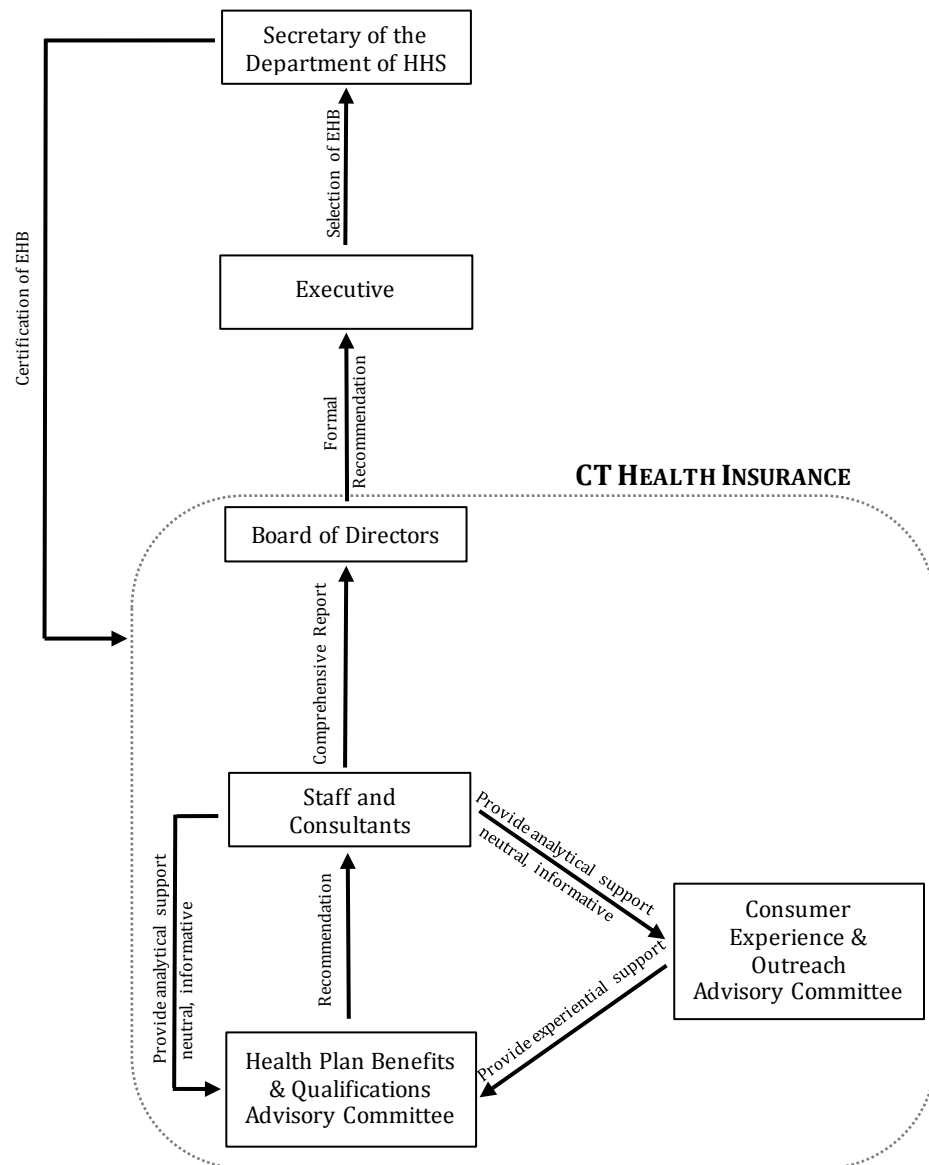 Secretary of the
Department of HHS
Selection of EHB
Certification of EHB
Executive
Formal
Recommendation
CT HEALTH INSURANCE
Board of Directors
Comprehensive Report
Staff and
Consultants
Provide analytical support
neutral, informative
Provide analytical support
neutral, informative
Recommendation
Consumer
Experience &
Outreach
Advisory Committee
Provide experiential support
Health Plan Benefits
& Qualifications
Advisory Committee